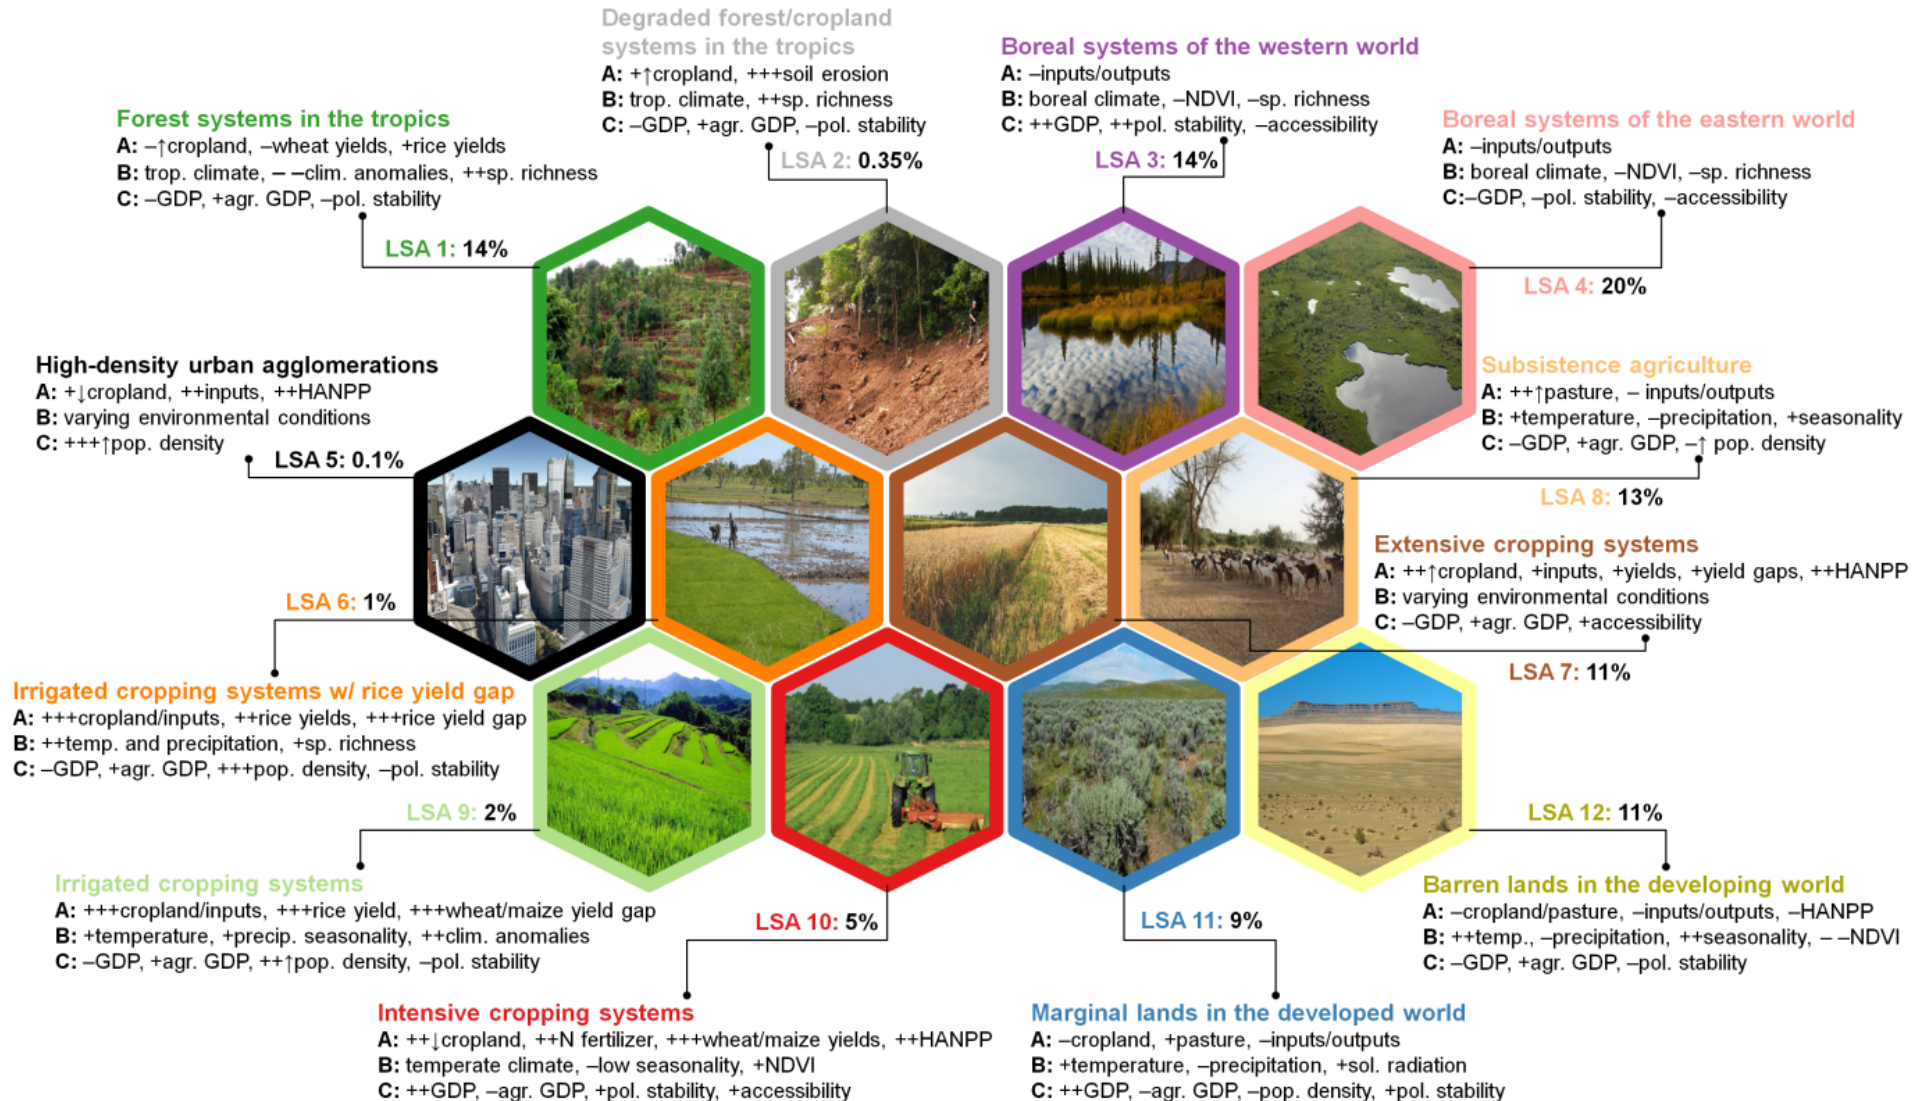 Degraded forest/cropland
systems in the tropics
A: +↑cropland, +++soil erosion
B: trop. climate, ++sp. richness
C: –GDP, +agr. GDP, –pol. stability
LSA 2: 0.35%
Boreal systems of the western world
A: –inputs/outputs
B: boreal climate, –NDVI, –sp. richness
C: ++GDP, ++pol. stability, –accessibility
LSA 3: 14%
Forest systems in the tropics
A: –↑cropland, –wheat yields, +rice yields
B: trop. climate, – –clim. anomalies, ++sp. richness
C: –GDP, +agr. GDP, –pol. stability
LSA 1: 14%
Boreal systems of the eastern world
A: –inputs/outputs
B: boreal climate, –NDVI, –sp. richness
C:–GDP, –pol. stability, –accessibility
LSA 4: 20%
High-density urban agglomerations
A: +↓cropland, ++inputs, ++HANPP
B: varying environmental conditions
C: +++↑pop. density
LSA 5: 0.1%
Subsistence agriculture
A: ++↑pasture, – inputs/outputs
B: +temperature, –precipitation, +seasonality
C: –GDP, +agr. GDP, –↑ pop. density
LSA 8: 13%
Extensive cropping systems
A: ++↑cropland, +inputs, +yields, +yield gaps, ++HANPP
B: varying environmental conditions
C: –GDP, +agr. GDP, +accessibility
LSA 7: 11%
LSA 6: 1%
Irrigated cropping systems w/ rice yield gap
A: +++cropland/inputs, ++rice yields, +++rice yield gap
B: ++temp. and precipitation, +sp. richness
C: –GDP, +agr. GDP, +++pop. density, –pol. stability
LSA 9: 2%
Irrigated cropping systems
A: +++cropland/inputs, +++rice yield, +++wheat/maize yield gap
B: +temperature, +precip. seasonality, ++clim. anomalies
C: –GDP, +agr. GDP, ++↑pop. density, –pol. stability
LSA 10: 5%
Intensive cropping systems
A: ++↓cropland, ++N fertilizer, +++wheat/maize yields, ++HANPP
B: temperate climate, –low seasonality, +NDVI
C: ++GDP, –agr. GDP, +pol. stability, +accessibility
LSA 11: 9%
Marginal lands in the developed world
A: –cropland, +pasture, –inputs/outputs
B: +temperature, –precipitation, +sol. radiation
C: ++GDP, –agr. GDP, –pop. density, +pol. stability
LSA 12: 11%
Barren lands in the developing world
A: –cropland/pasture, –inputs/outputs, –HANPP
B: ++temp., –precipitation, ++seasonality, – –NDVI
C: –GDP, +agr. GDP, –pol. stability